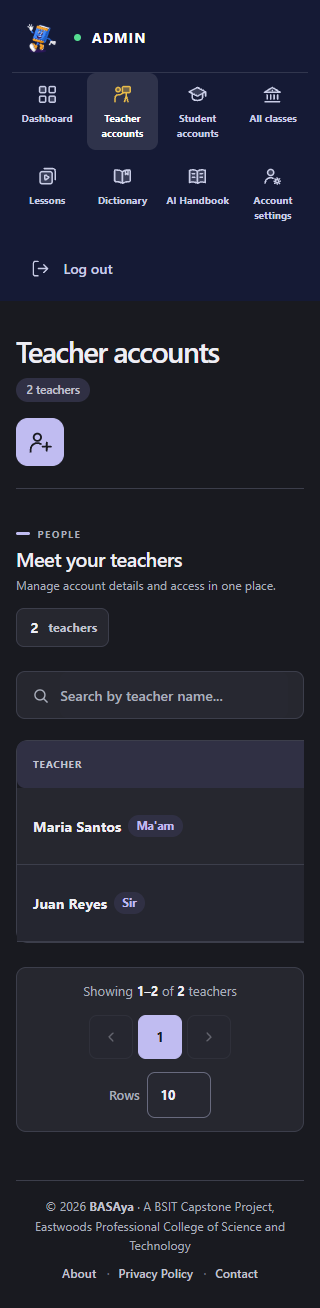 ADMIN
Dashboard
Teacher accounts
Student accounts
All classes
Lessons
Dictionary
AI Handbook
Account settings
Log out
Teacher accounts
2 teachers
PEOPLE
Meet your teachers
Manage account details and access in one place.
2 teachers
Search by teacher name...
TEACHER
Maria Santos Ma'am
Juan Reyes Sir
Showing 1–2 of 2 teachers
1
Rows 10
© 2026 BASAya · A BSIT Capstone Project,
Eastwoods Professional College of Science and
Technology
About · Privacy Policy · Contact